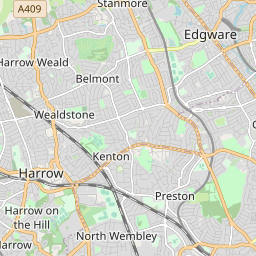 A409
Stanmore
Edgware
Harrow Weald
Belmont
Wealdstone
Kenton
Harrow
Preston
Harrow on
the Hill
Harrow
North Wembley